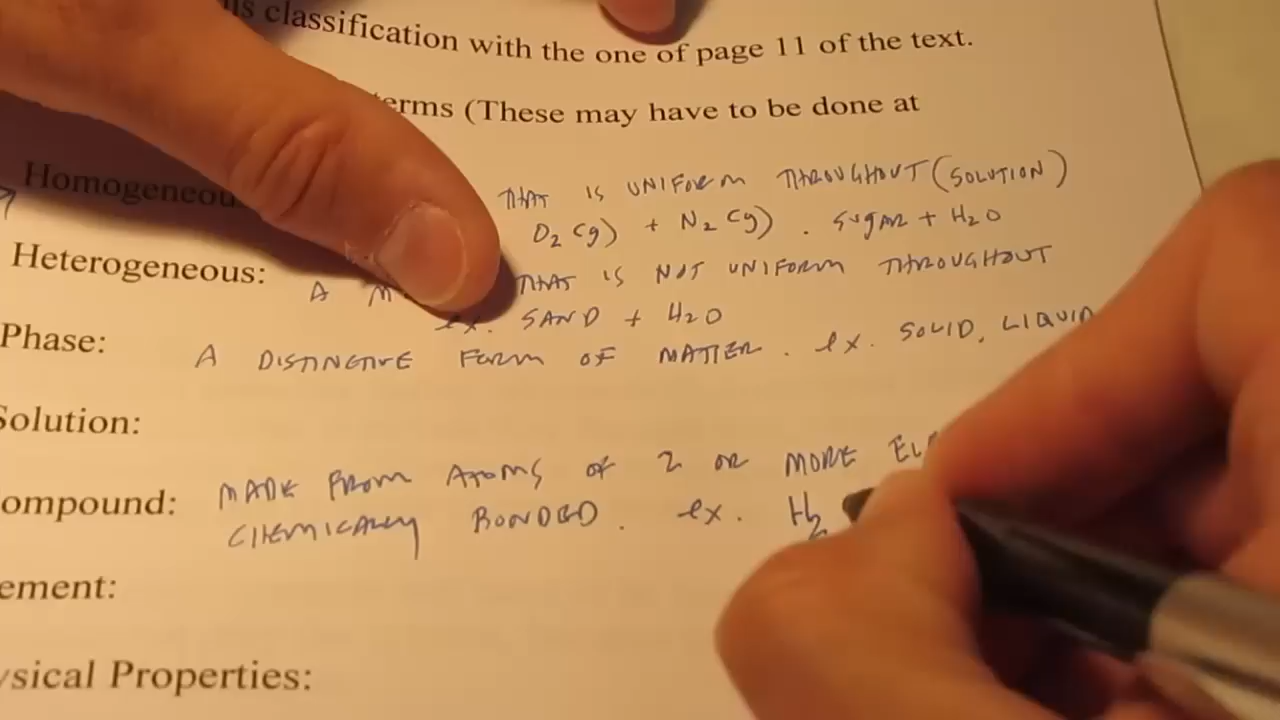 classification with the one of page 11 of the text.
terms (These may have to be done at
Homogeneou THAT IS UNIFORM THROUGHOUT (SOLUTION)
O2 (g) + N2 (g) . SUGAR + H2O
Heterogeneous: A M THAT IS NOT UNIFORM THROUGHOUT
ex. SAND + H2O
Phase: A DISTINCTIVE FORM OF MATTER. ex. SOLID, LIQUID
Solution:
ompound: MADE FROM ATOMS OF 2 OR MORE EL
CHEMICALLY BONDED. ex. H2
ement:
ysical Properties: